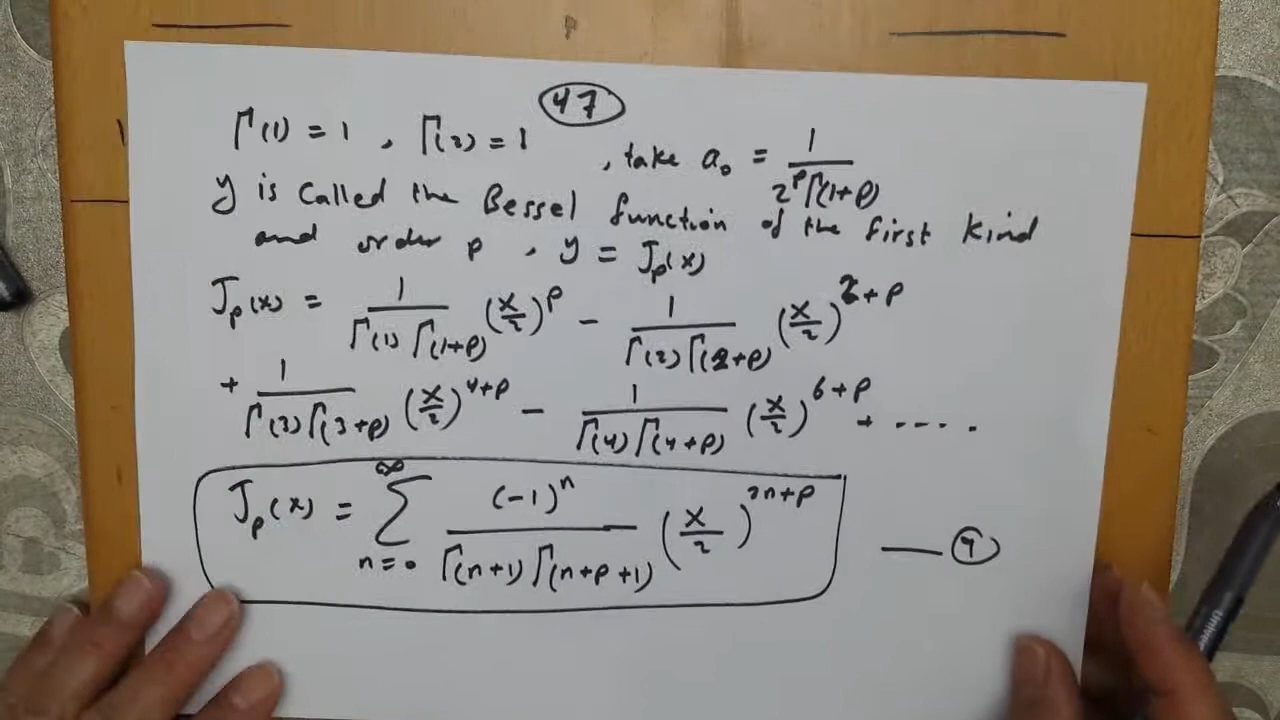 47
Γ(1) = 1 , Γ(2) = 1 , take a₀ = 1/(2^p Γ(1+p))
y is called the Bessel function of the first kind
and order p , y = J_p(x)
J_p(x) = 1/(Γ(1) Γ(1+p)) (x/2)^p − 1/(Γ(2) Γ(2+p)) (x/2)^(2+p)
+ 1/(Γ(3) Γ(3+p)) (x/2)^(4+p) − 1/(Γ(4) Γ(4+p)) (x/2)^(6+p) + ....
J_p(x) = ∑_{n=0}^{∞} (-1)^n/(Γ(n+1) Γ(n+p+1)) (x/2)^(2n+p) — 9